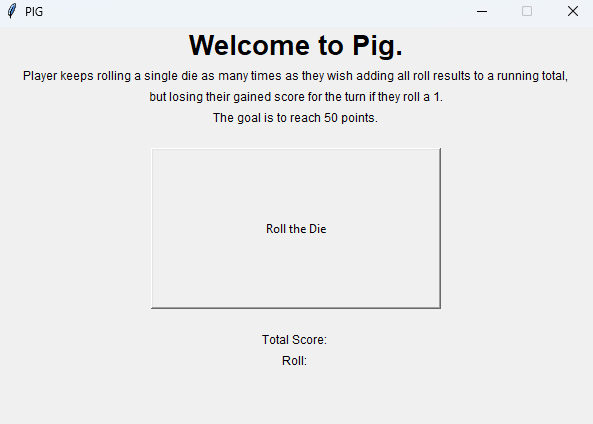 PIG
Welcome to Pig.
Player keeps rolling a single die as many times as they wish adding all roll results to a running total,
but losing their gained score for the turn if they roll a 1.
The goal is to reach 50 points.
Roll the Die
Total Score:
Roll: